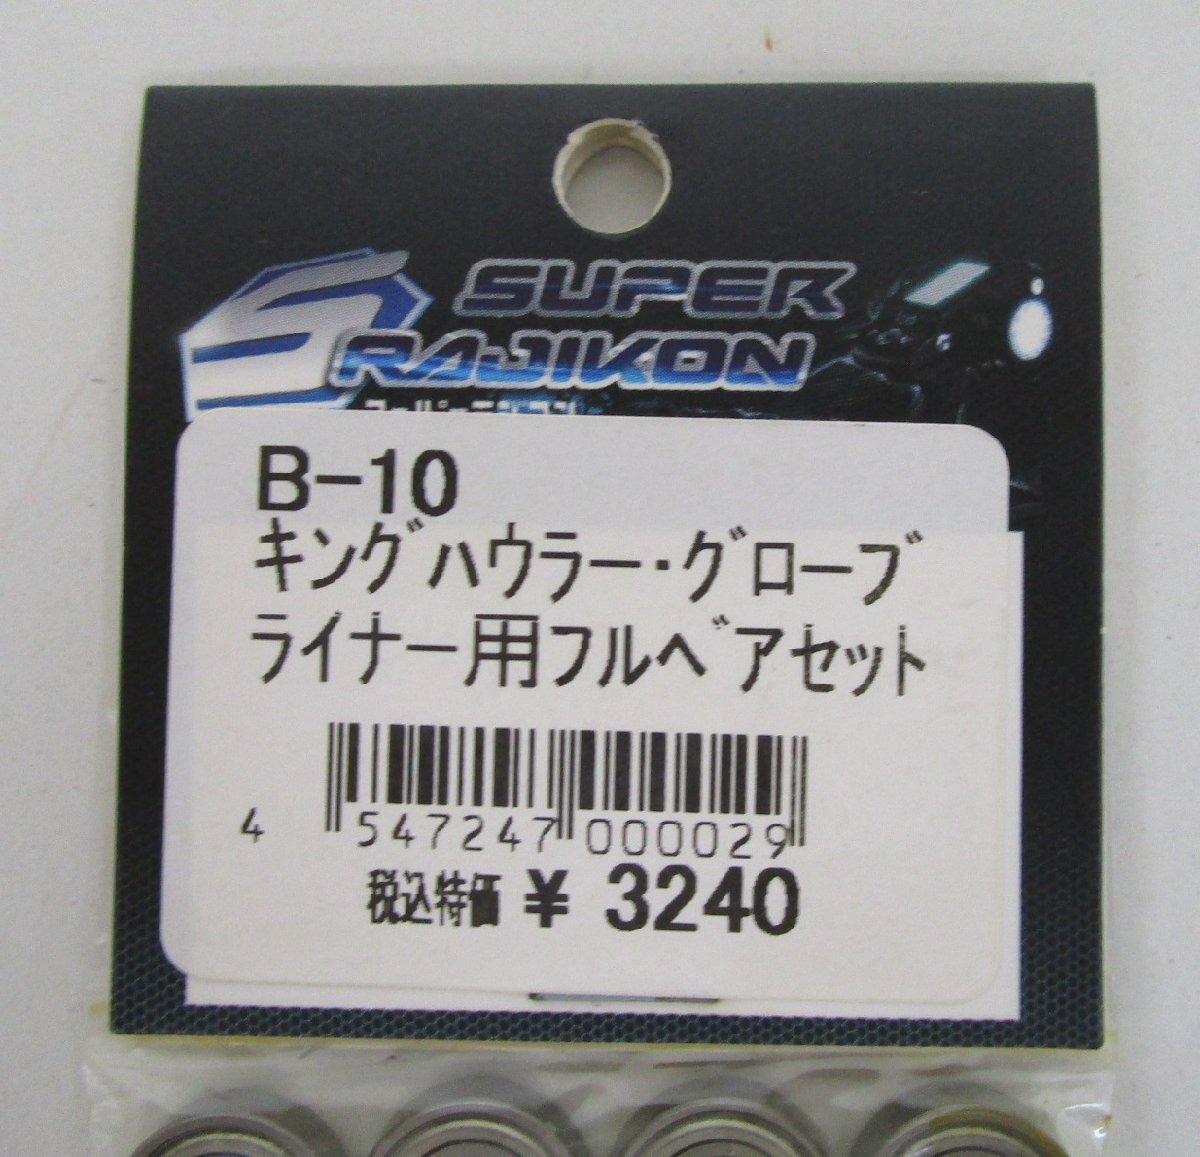 SUPER
RAJIKON
B-10
キングハウラー・グローブ
ライナー用フルベアセット
4 547247 000029
税込特価 ¥ 3240